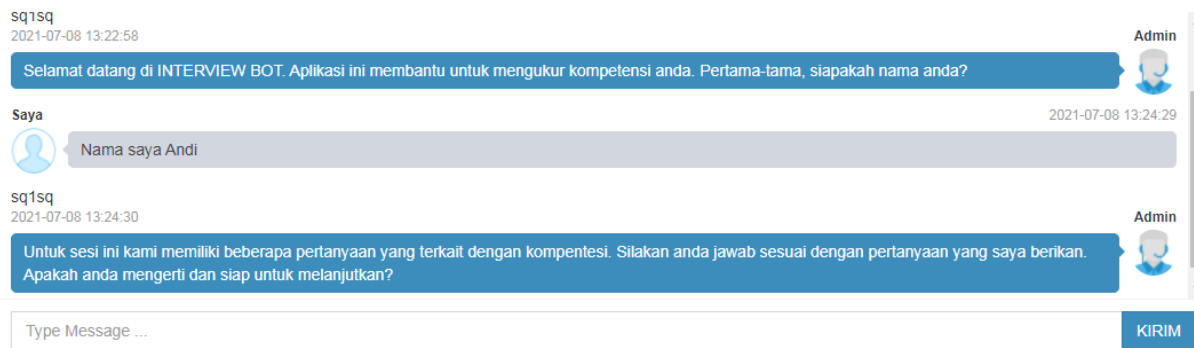 sq1sq
2021-07-08 13:22:58
Admin
Selamat datang di INTERVIEW BOT. Aplikasi ini membantu untuk mengukur kompetensi anda. Pertama-tama, siapakah nama anda?
Saya
2021-07-08 13:24:29
Nama saya Andi
sq1sq
2021-07-08 13:24:30
Admin
Untuk sesi ini kami memiliki beberapa pertanyaan yang terkait dengan kompentesi. Silakan anda jawab sesuai dengan pertanyaan yang saya berikan.
Apakah anda mengerti dan siap untuk melanjutkan?
Type Message ...
KIRIM